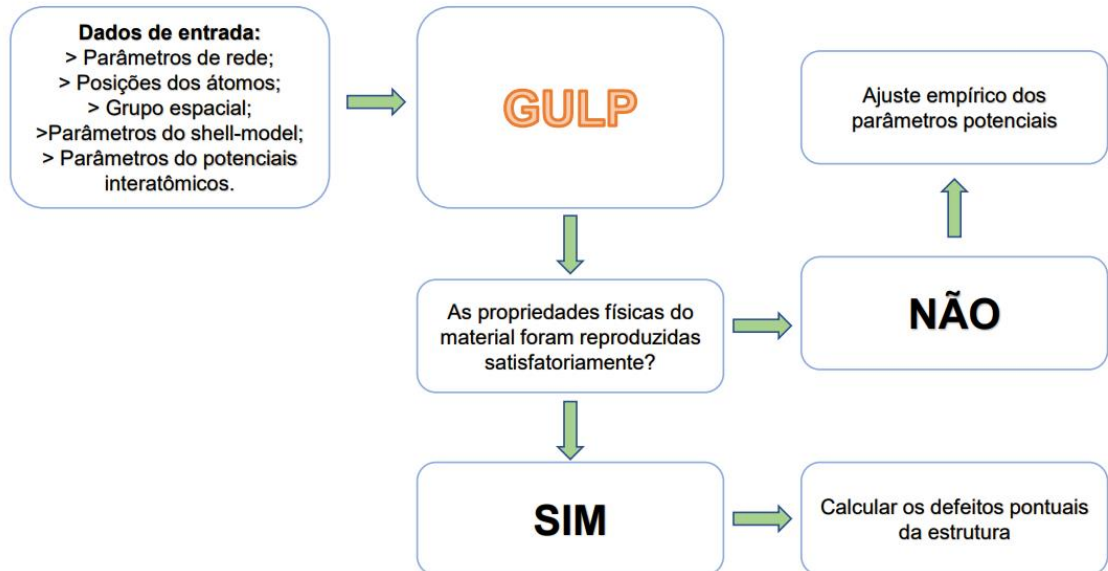 Dados de entrada:
> Parâmetros de rede;
> Posições dos átomos;
> Grupo espacial;
>Parâmetros do shell-model;
> Parâmetros do potenciais
interatômicos.
GULP
Ajuste empírico dos
parâmetros potenciais
As propriedades físicas do
material foram reproduzidas
satisfatoriamente?
NÃO
SIM
Calcular os defeitos pontuais
da estrutura